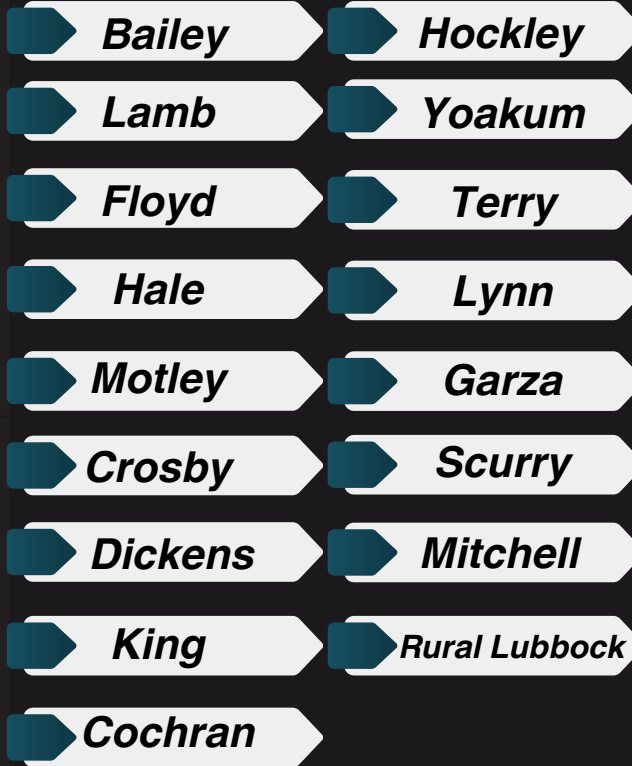 Bailey
Lamb
Floyd
Hale
Motley
Crosby
Dickens
King
Cochran
Hockley
Yoakum
Terry
Lynn
Garza
Scurry
Mitchell
Rural Lubbock